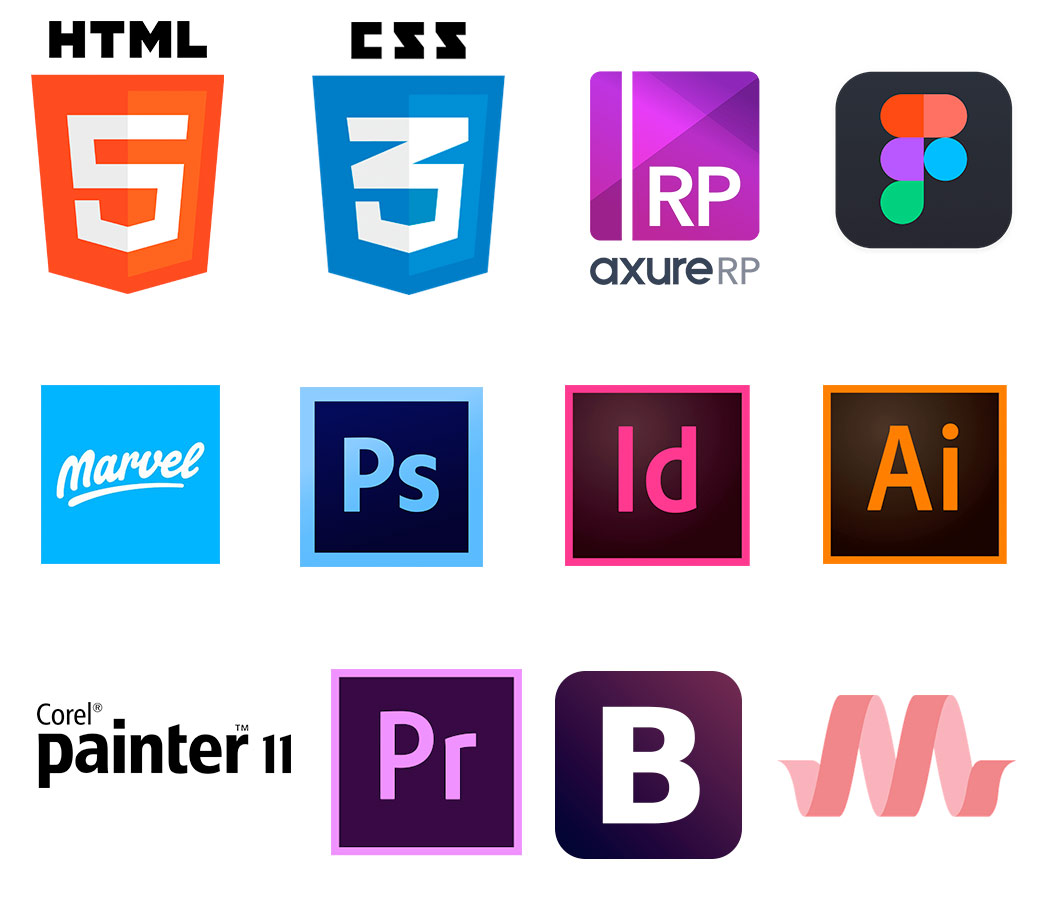 HTML
5
CSS
3
RP
axure RP
Marvel
Ps
Id
Ai
Corel®
painter™ 11
Pr
B
M